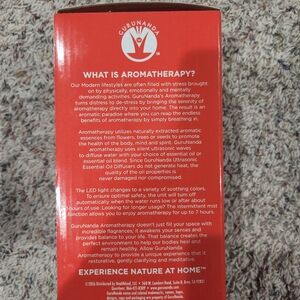 GURUNANDA
WHAT IS AROMATHERAPY?
Our Modern lifestyles are often filled with stress brought
on by physically, emotionally and mentally
demanding activities. GuruNanda's Aromatherapy
turns distress to de-stress by bringing the serenity of
aromatherapy directly into your home. The result is an
aromatic paradise where you can reap the endless
benefits of aromatherapy by simply breathing in.
Aromatherapy utilizes naturally extracted aromatic
essences from flowers, trees or seeds to promote
the health of the body, mind and spirit. GuruNanda
aromatherapy uses silent ultrasonic waves
to diffuse water with your choice of essential oil or
essential oil blend. Since GuruNanda Ultrasonic
Essential Oil Diffusers do not generate heat, the
quality of the oil properties is
never damaged nor compromised.
The LED light changes to a variety of soothing colors.
To ensure optimal safety, the unit will turn off
automatically when the water runs low or after about
hours of use. Looking for longer usage? The intermittent mist
function allows you to enjoy aromatherapy for up to 7 hours.
GuruNanda Aromatherapy doesn't just fill your space with
incredible fragrances; it awakens your senses and
provides balance to your life. That balance creates the
perfect environment to help our bodies heal and
remain healthy. Allow GuruNanda
Aromatherapy to provide a unique experience that is
restorative, gently clarifying and meditative.
EXPERIENCE NATURE AT HOME™